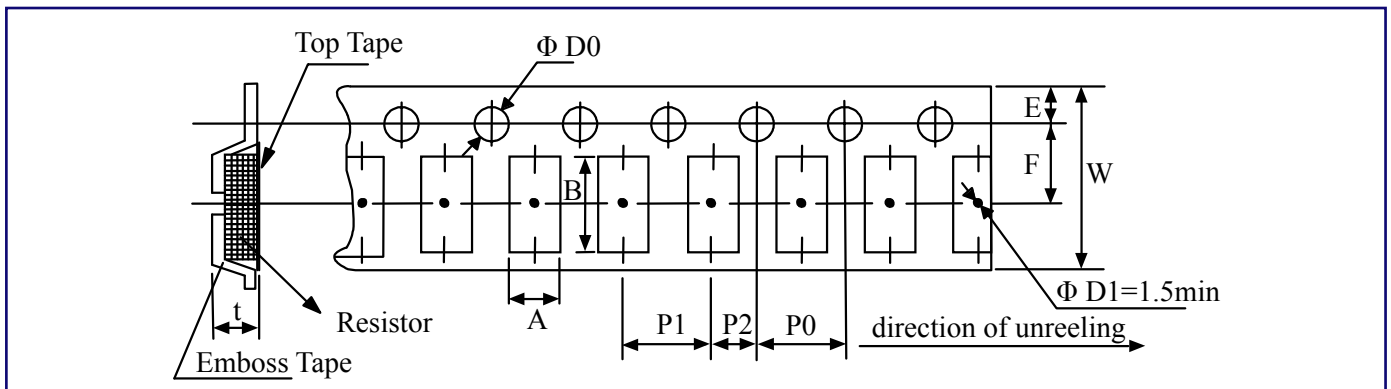 Top Tape
Φ D0
E
F
W
B
A
t
Resistor
Emboss Tape
P1
P2
P0
Φ D1=1.5min
direction of unreeling